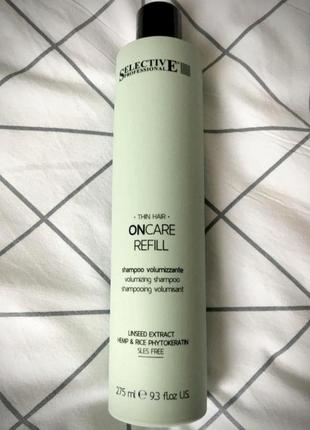 SELECTIVE
PROFESSIONAL
• THIN HAIR •
ONCARE
REFILL
shampoo volumizzante
volumizing shampoo
shampooing volumisant
LINSEED EXTRACT
HEMP & RICE PHYTOKERATIN
SLES FREE
275 ml ℮ 9.3 fl.oz. U.S.